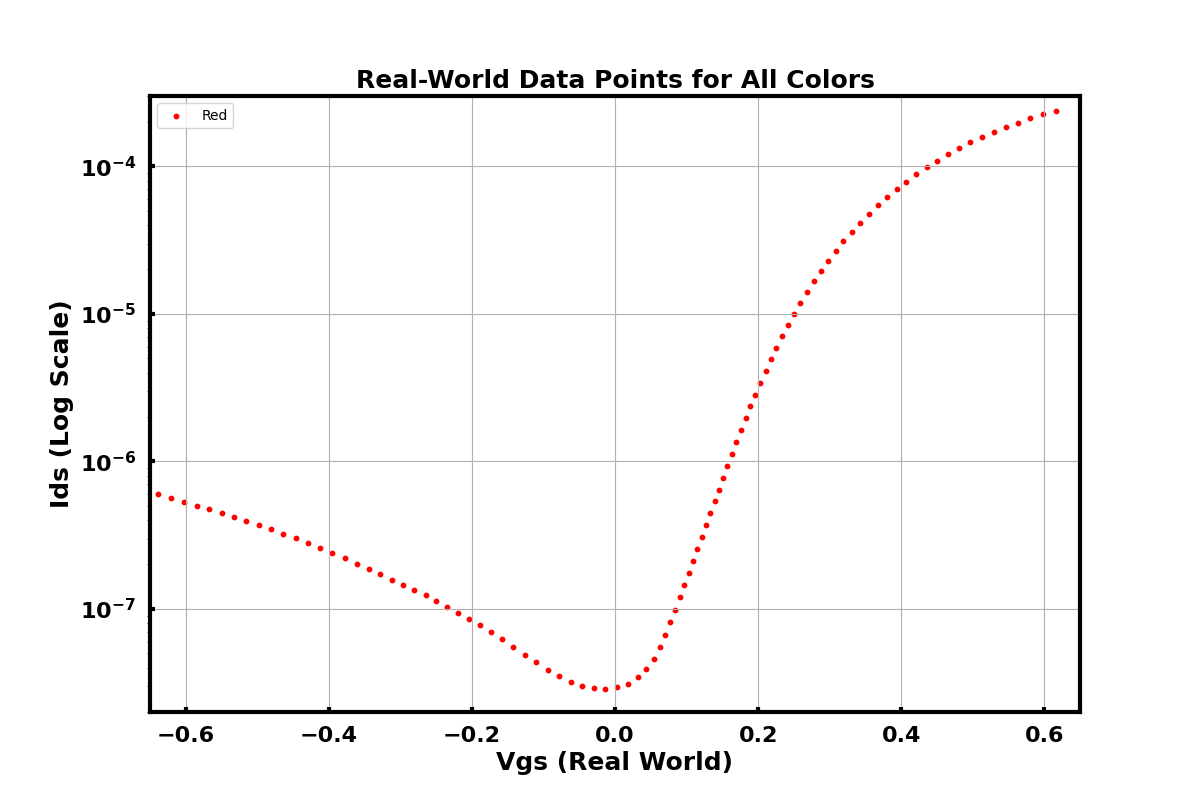 Real-World Data Points for All Colors
Red
10⁻⁴
10⁻⁵
10⁻⁶
10⁻⁷
Ids (Log Scale)
−0.6 −0.4 −0.2 0.0 0.2 0.4 0.6
Vgs (Real World)